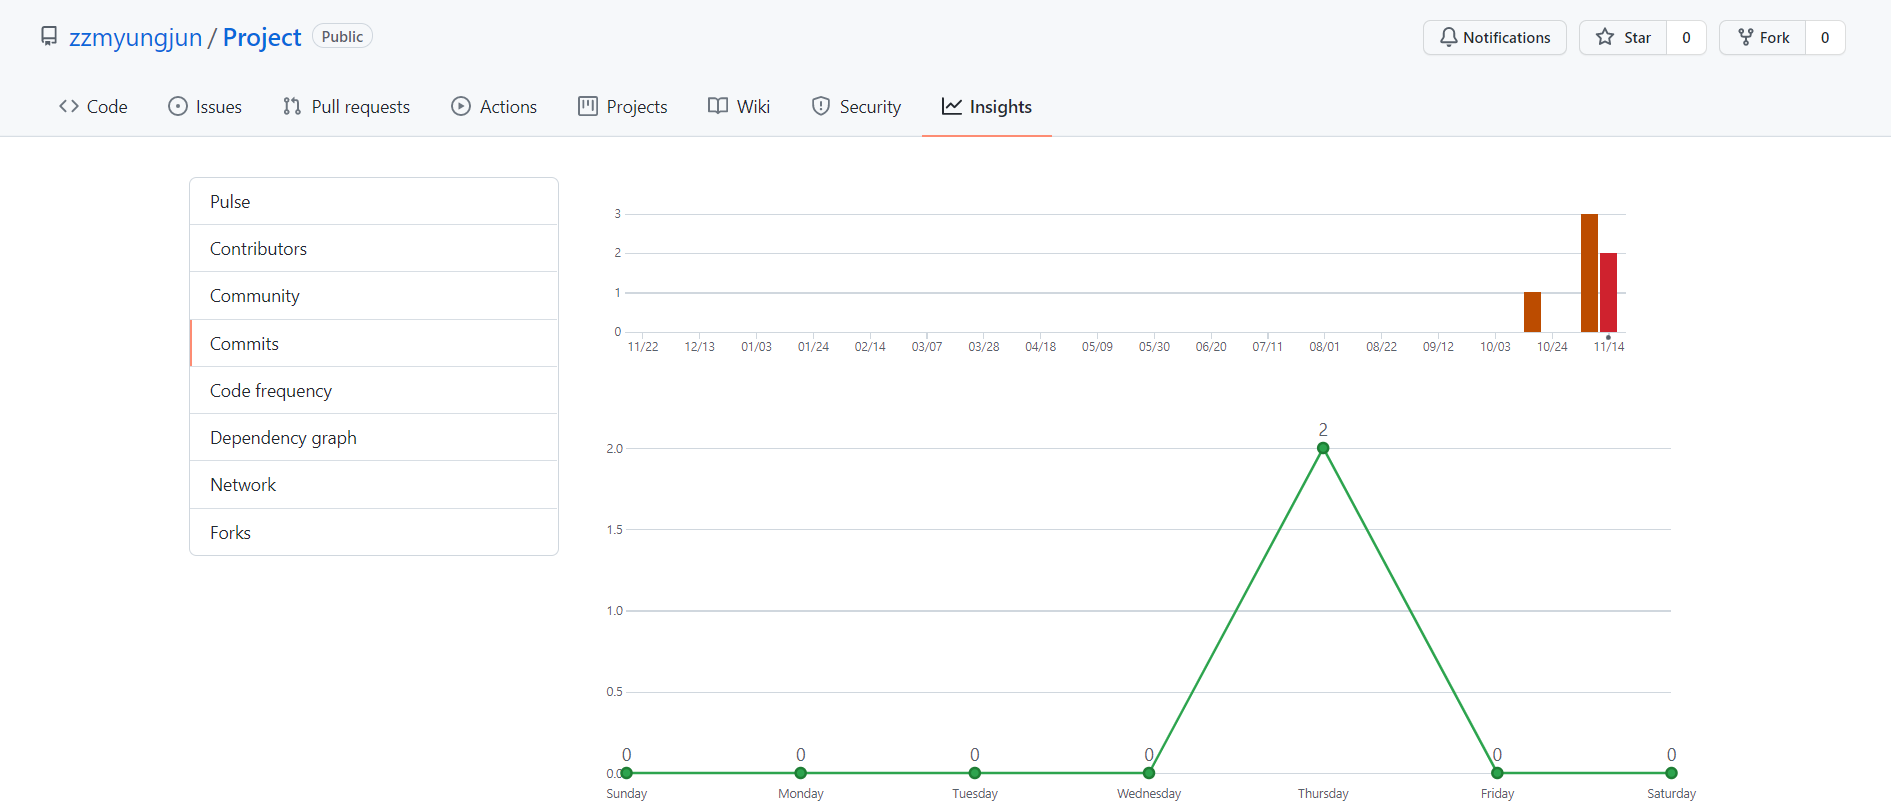 zzmyungjun / Project Public
Notifications Star 0 Fork 0
Code Issues Pull requests Actions Projects Wiki Security Insights
Pulse
Contributors
Community
Commits
Code frequency
Dependency graph
Network
Forks
3
2
1
0
11/22 12/13 01/03 01/24 02/14 03/07 03/28 04/18 05/09 05/30 06/20 07/11 08/01 08/22 09/12 10/03 10/24 11/14
2
2.0
1.5
1.0
0.5
0 0 0 0 0 0
0.0
Sunday Monday Tuesday Wednesday Thursday Friday Saturday